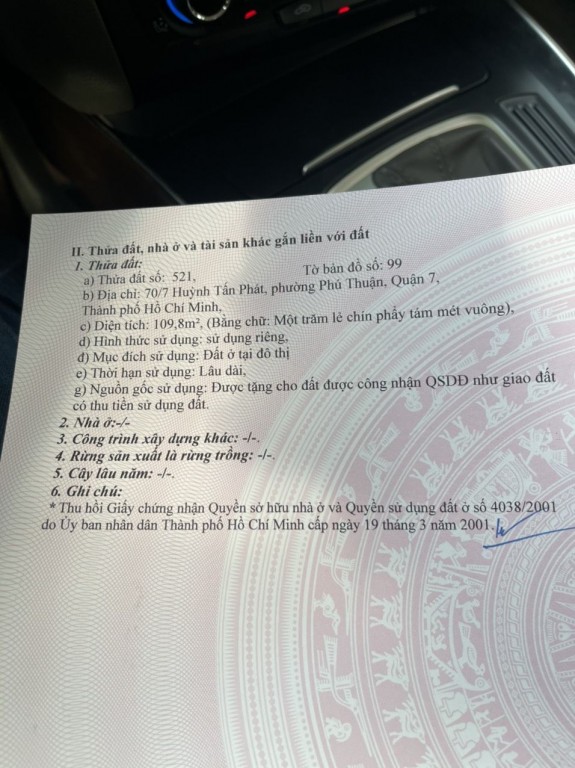 II. Thửa đất, nhà ở và tài sản khác gắn liền với đất
1. Thửa đất:
a) Thửa đất số: 521, Tờ bản đồ số: 99
b) Địa chỉ: 70/7 Huỳnh Tấn Phát, phường Phú Thuận, Quận 7,
Thành phố Hồ Chí Minh,
c) Diện tích: 109,8m², (Bằng chữ: Một trăm lẻ chín phẩy tám mét vuông),
d) Hình thức sử dụng: sử dụng riêng,
đ) Mục đích sử dụng: Đất ở tại đô thị
e) Thời hạn sử dụng: Lâu dài,
g) Nguồn gốc sử dụng: Được tặng cho đất được công nhận QSDĐ như giao đất
có thu tiền sử dụng đất.
2. Nhà ở:-/-
3. Công trình xây dựng khác: -/-.
4. Rừng sản xuất là rừng trồng: -/-.
5. Cây lâu năm: -/-.
6. Ghi chú:
* Thu hồi Giấy chứng nhận Quyền sở hữu nhà ở và Quyền sử dụng đất ở số 4038/2001
do Ủy ban nhân dân Thành phố Hồ Chí Minh cấp ngày 19 tháng 3 năm 2001.